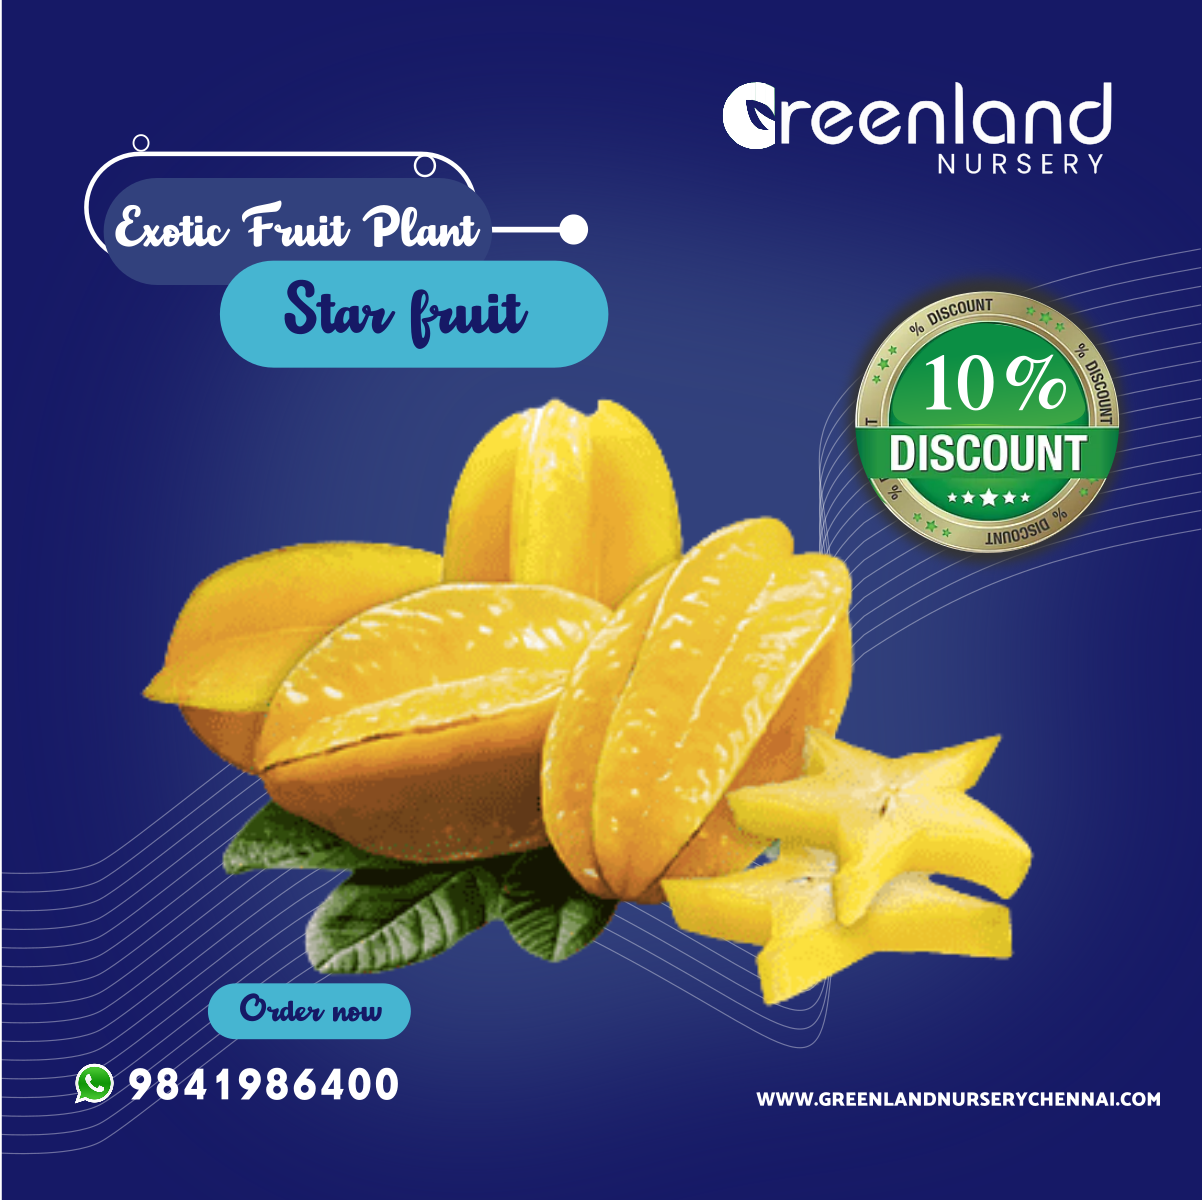 Greenland
NURSERY
Exotic Fruit Plant
Star fruit
% DISCOUNT
% DISCOUNT
10%
DISCOUNT
% DISCOUNT
%
T
Order now
9841986400
WWW.GREENLANDNURSERYCHENNAI.COM